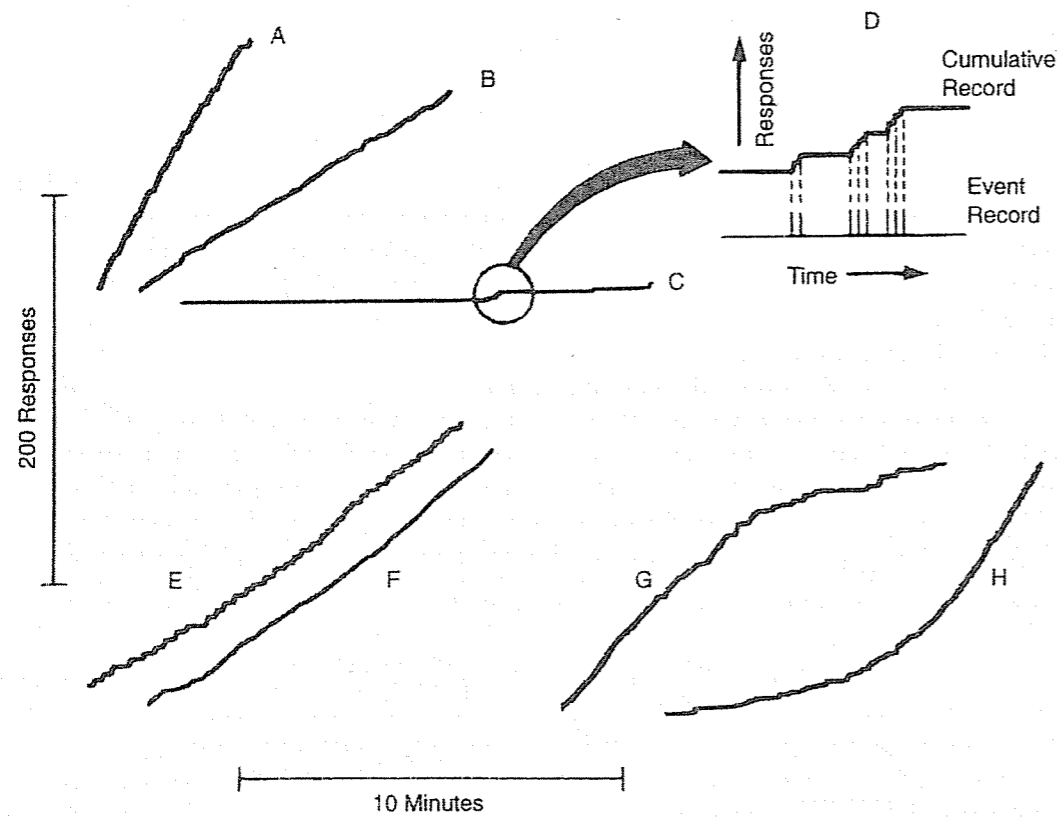 A
B
C
D
Responses
Cumulative
Record
Event
Record
Time
200 Responses
E
F
G
H
10 Minutes